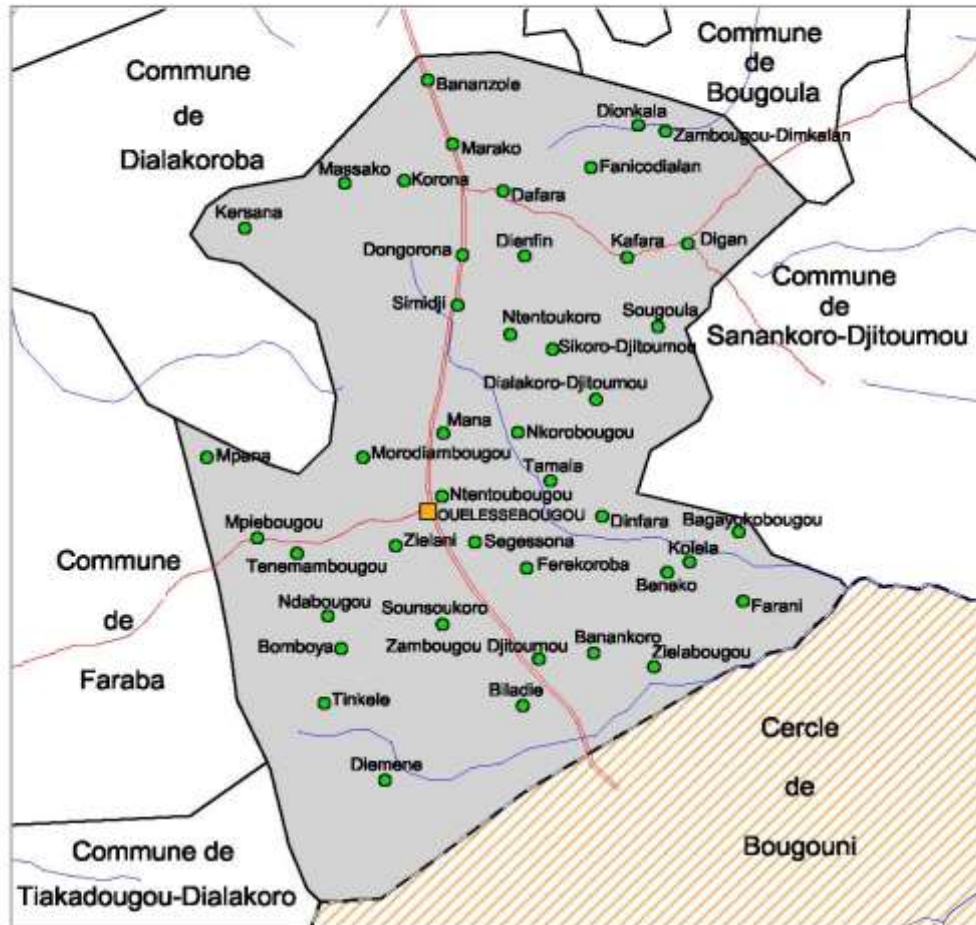 Commune
de
Dialakoroba
Commune
de
Bougoula
Bananzole
Dionkala
Zambougou-Dimkelan
Marako
Massako
Korona
Fanicodialan
Dafara
Kersana
Dongorona
Dienfin
Kafara
Digan
Commune
de
Sanankoro-Djitoumou
Simidji
Ntentoukoro
Sougoula
Sikoro-Djitoumou
Dialakoro-Djitoumou
Mana
Nkorobougou
Mpana
Morodiambougou
Tamala
Ntentoubougou
OUELESSEBOUGOU
Dinfara
Bagayokobougou
Mpiebougou
Zielani
Segessona
Kolela
Tenemambougou
Ferekoroba
Beneko
Commune
de
Faraba
Ndabougou
Sounsoukoro
Farani
Bomboya
Zambougou Djitoumou
Banankoro
Zielabougou
Tinkele
Biladie
Cercle
de
Bougouni
Diemene
Commune de
Tiakadougou-Dialakoro